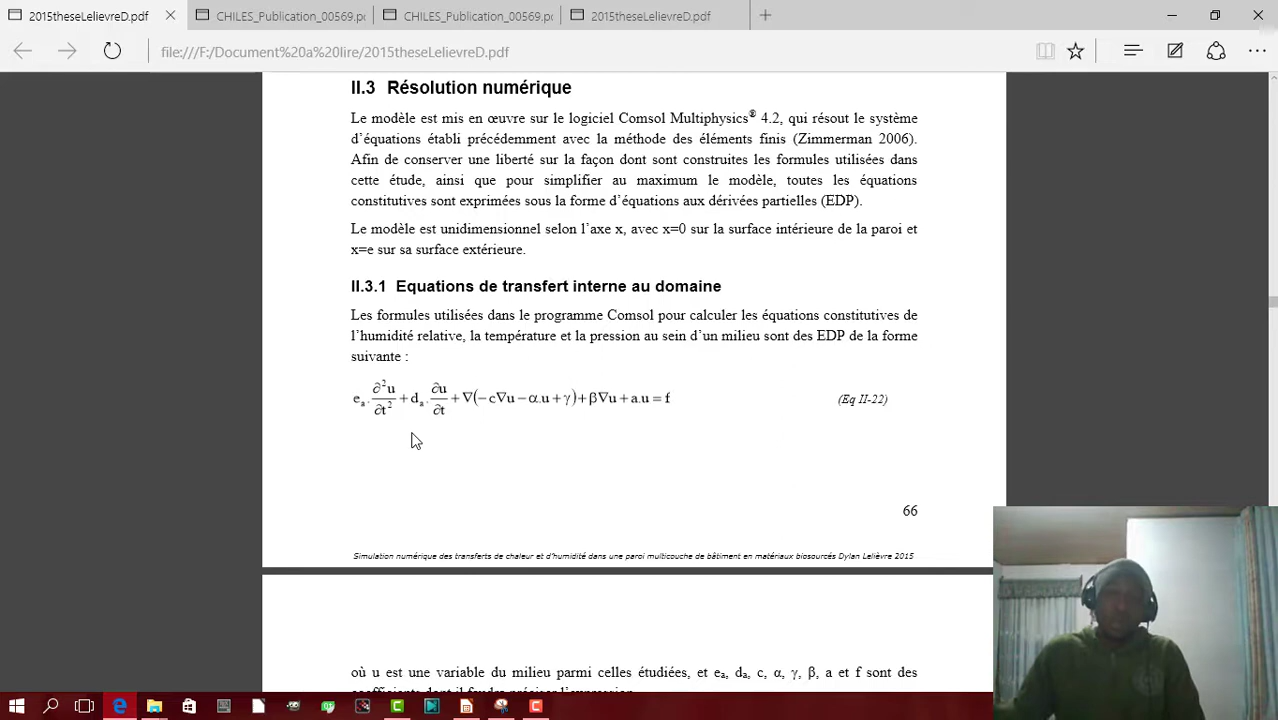 2015theseLelievreD.pdf
CHILES_Publication_00569.pc
CHILES_Publication_00569.pc
2015theseLelievreD.pdf
file:///F:/Document%20a%20lire/2015theseLelievreD.pdf
II.3 Résolution numérique
Le modèle est mis en œuvre sur le logiciel Comsol Multiphysics® 4.2, qui résout le système
d’équations établi précédemment avec la méthode des éléments finis (Zimmerman 2006).
Afin de conserver une liberté sur la façon dont sont construites les formules utilisées dans
cette étude, ainsi que pour simplifier au maximum le modèle, toutes les équations
constitutives sont exprimées sous la forme d’équations aux dérivées partielles (EDP).
Le modèle est unidimensionnel selon l’axe x, avec x=0 sur la surface intérieure de la paroi et
x=e sur sa surface extérieure.
II.3.1 Equations de transfert interne au domaine
Les formules utilisées dans le programme Comsol pour calculer les équations constitutives de
l’humidité relative, la température et la pression au sein d’un milieu sont des EDP de la forme
suivante :
eₐ.∂²u/∂t² + dₐ.∂u/∂t + ∇(−c∇u − α.u + γ) + β∇u + a.u = f (Eq II-22)
66
Simulation numérique des transferts de chaleur et d’humidité dans une paroi multicouche de bâtiment en matériaux biosourcés Dylan Lelièvre 2015
où u est une variable du milieu parmi celles étudiées, et eₐ, dₐ, c, α, γ, β, a et f sont des
coefficients dont il faudra préciser l’expression